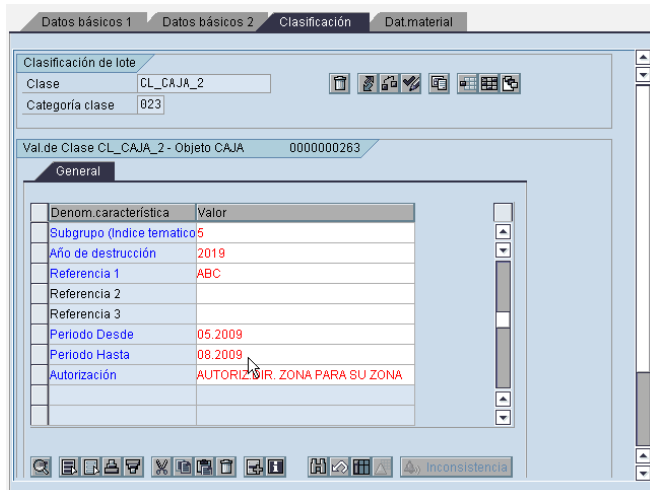 Datos básicos 1 Datos básicos 2 Clasificación Dat.material
Clasificación de lote
Clase CL_CAJA_2
Categoría clase 023
Val.de Clase CL_CAJA_2 - Objeto CAJA 0000000263
General
Denom.característica Valor
Subgrupo (Indice tematico 5
Año de destrucción 2019
Referencia 1 ABC
Referencia 2
Referencia 3
Periodo Desde 05.2009
Periodo Hasta 08.2009
Autorización AUTORIZ.DIR. ZONA PARA SU ZONA
Inconsistencia